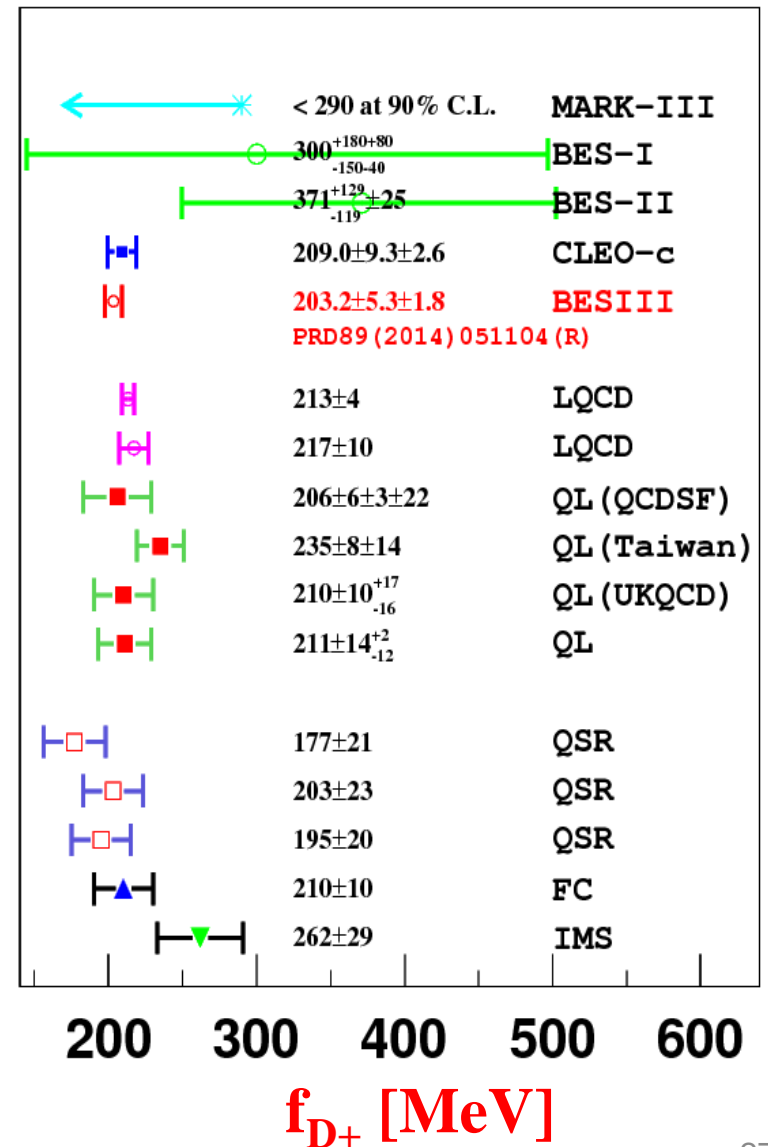 < 290 at 90% C.L. MARK-III
300+180+80-150-40 BES-I
371+129-119±25 BES-II
209.0±9.3±2.6 CLEO-c
203.2±5.3±1.8 BESIII
PRD89(2014)051104(R)
213±4 LQCD
217±10 LQCD
206±6±3±22 QL(QCDSF)
235±8±14 QL(Taiwan)
210±10+17-16 QL(UKQCD)
211±14+2-12 QL
177±21 QSR
203±23 QSR
195±20 QSR
210±10 FC
262±29 IMS
200 300 400 500 600
fD+ [MeV]